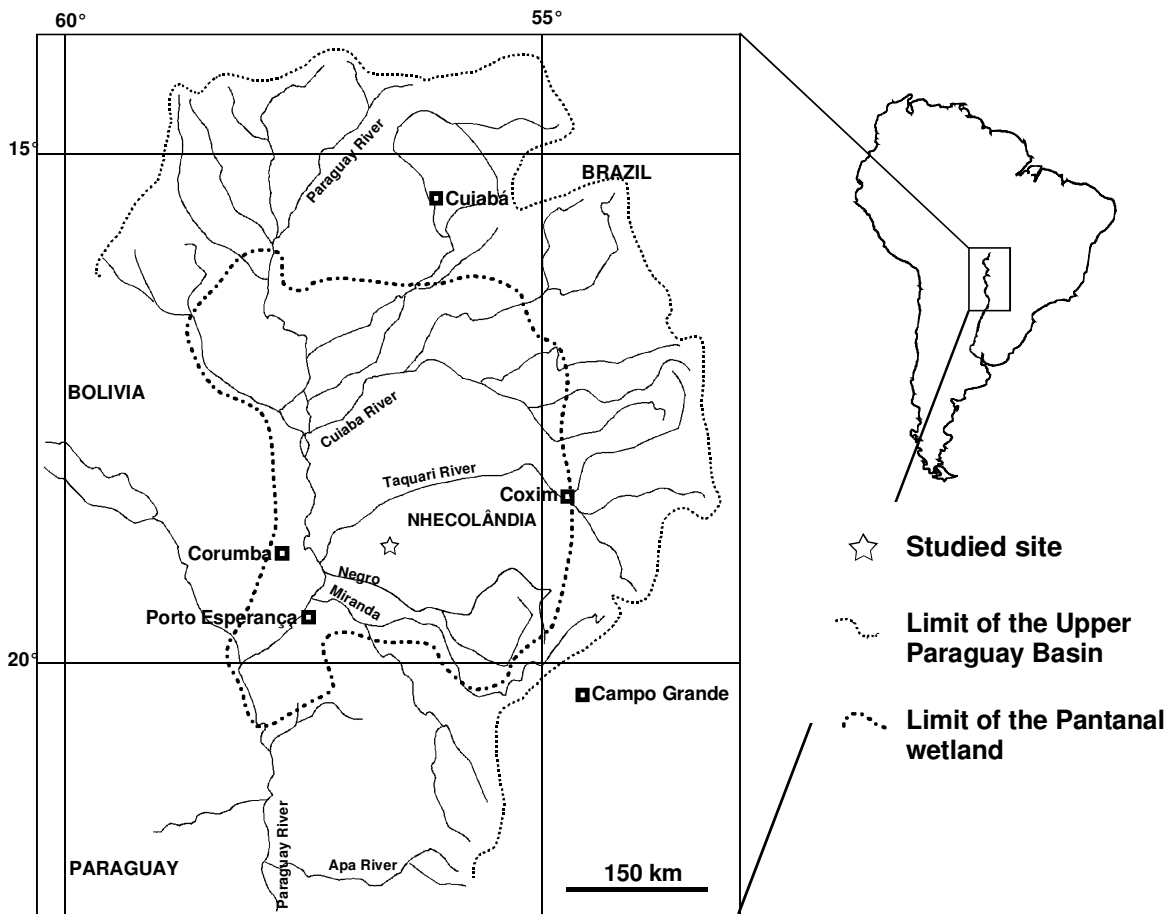 60°
55°
15°
Paraguay River
BRAZIL
Cuiabá
BOLIVIA
Cuiaba River
Taquari River
Coxim
NHECOLÂNDIA
Corumba
Negro
Miranda
Porto Esperança
20°
Campo Grande
Paraguay River
PARAGUAY
Apa River
150 km
Studied site
Limit of the Upper
Paraguay Basin
Limit of the Pantanal
wetland